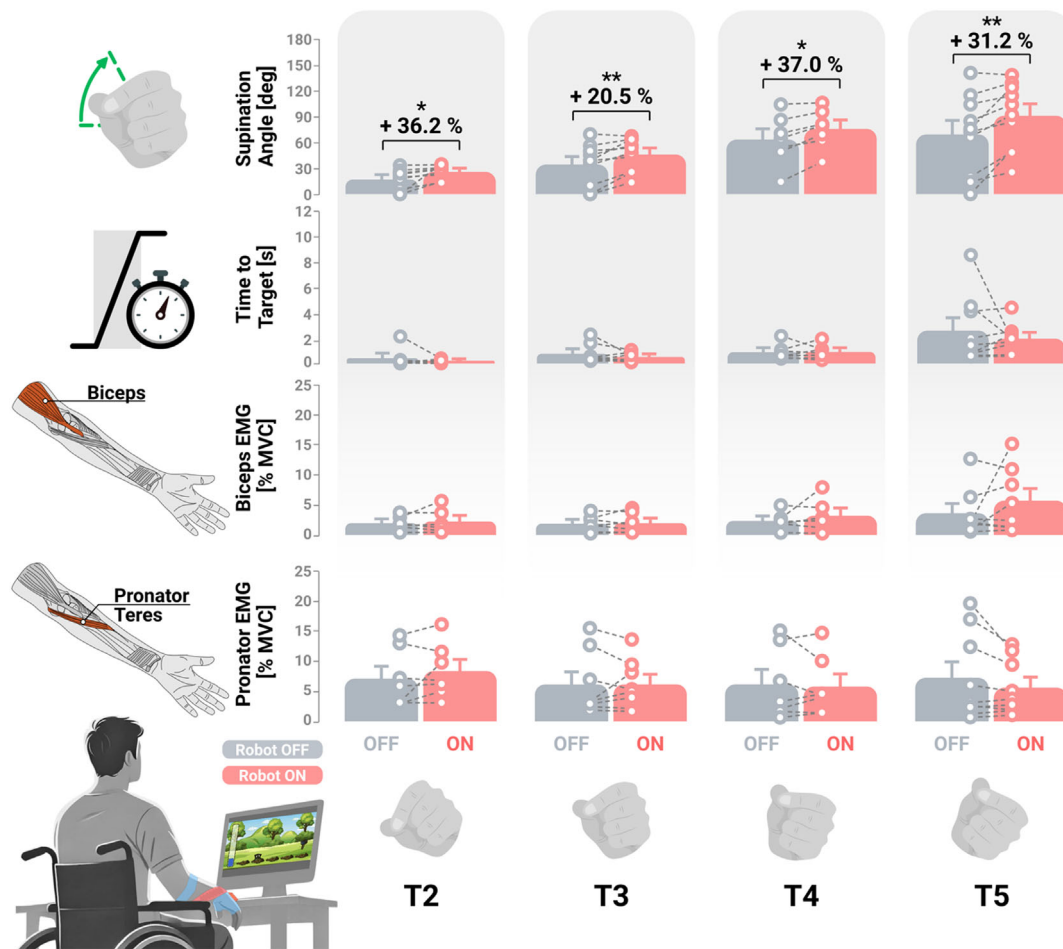 Supination
Angle [deg]
180
150
120
90
60
30
0
*
+ 36.2 %
**
+ 20.5 %
*
+ 37.0 %
**
+ 31.2 %
Time to
Target [s]
12
10
8
6
4
2
0
Biceps
Biceps EMG
[% MVC]
25
20
15
10
5
0
Pronator
Teres
Pronator EMG
[% MVC]
25
20
15
10
5
0
Robot OFF
Robot ON
OFF ON
OFF ON
OFF ON
OFF ON
T2 T3 T4 T5